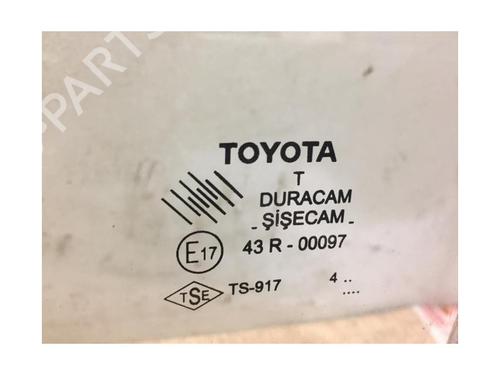 TOYOTA
T
DURACAM
- ŞİŞECAM -
E17 43 R - 00097
TSE TS-917 4 ..
....